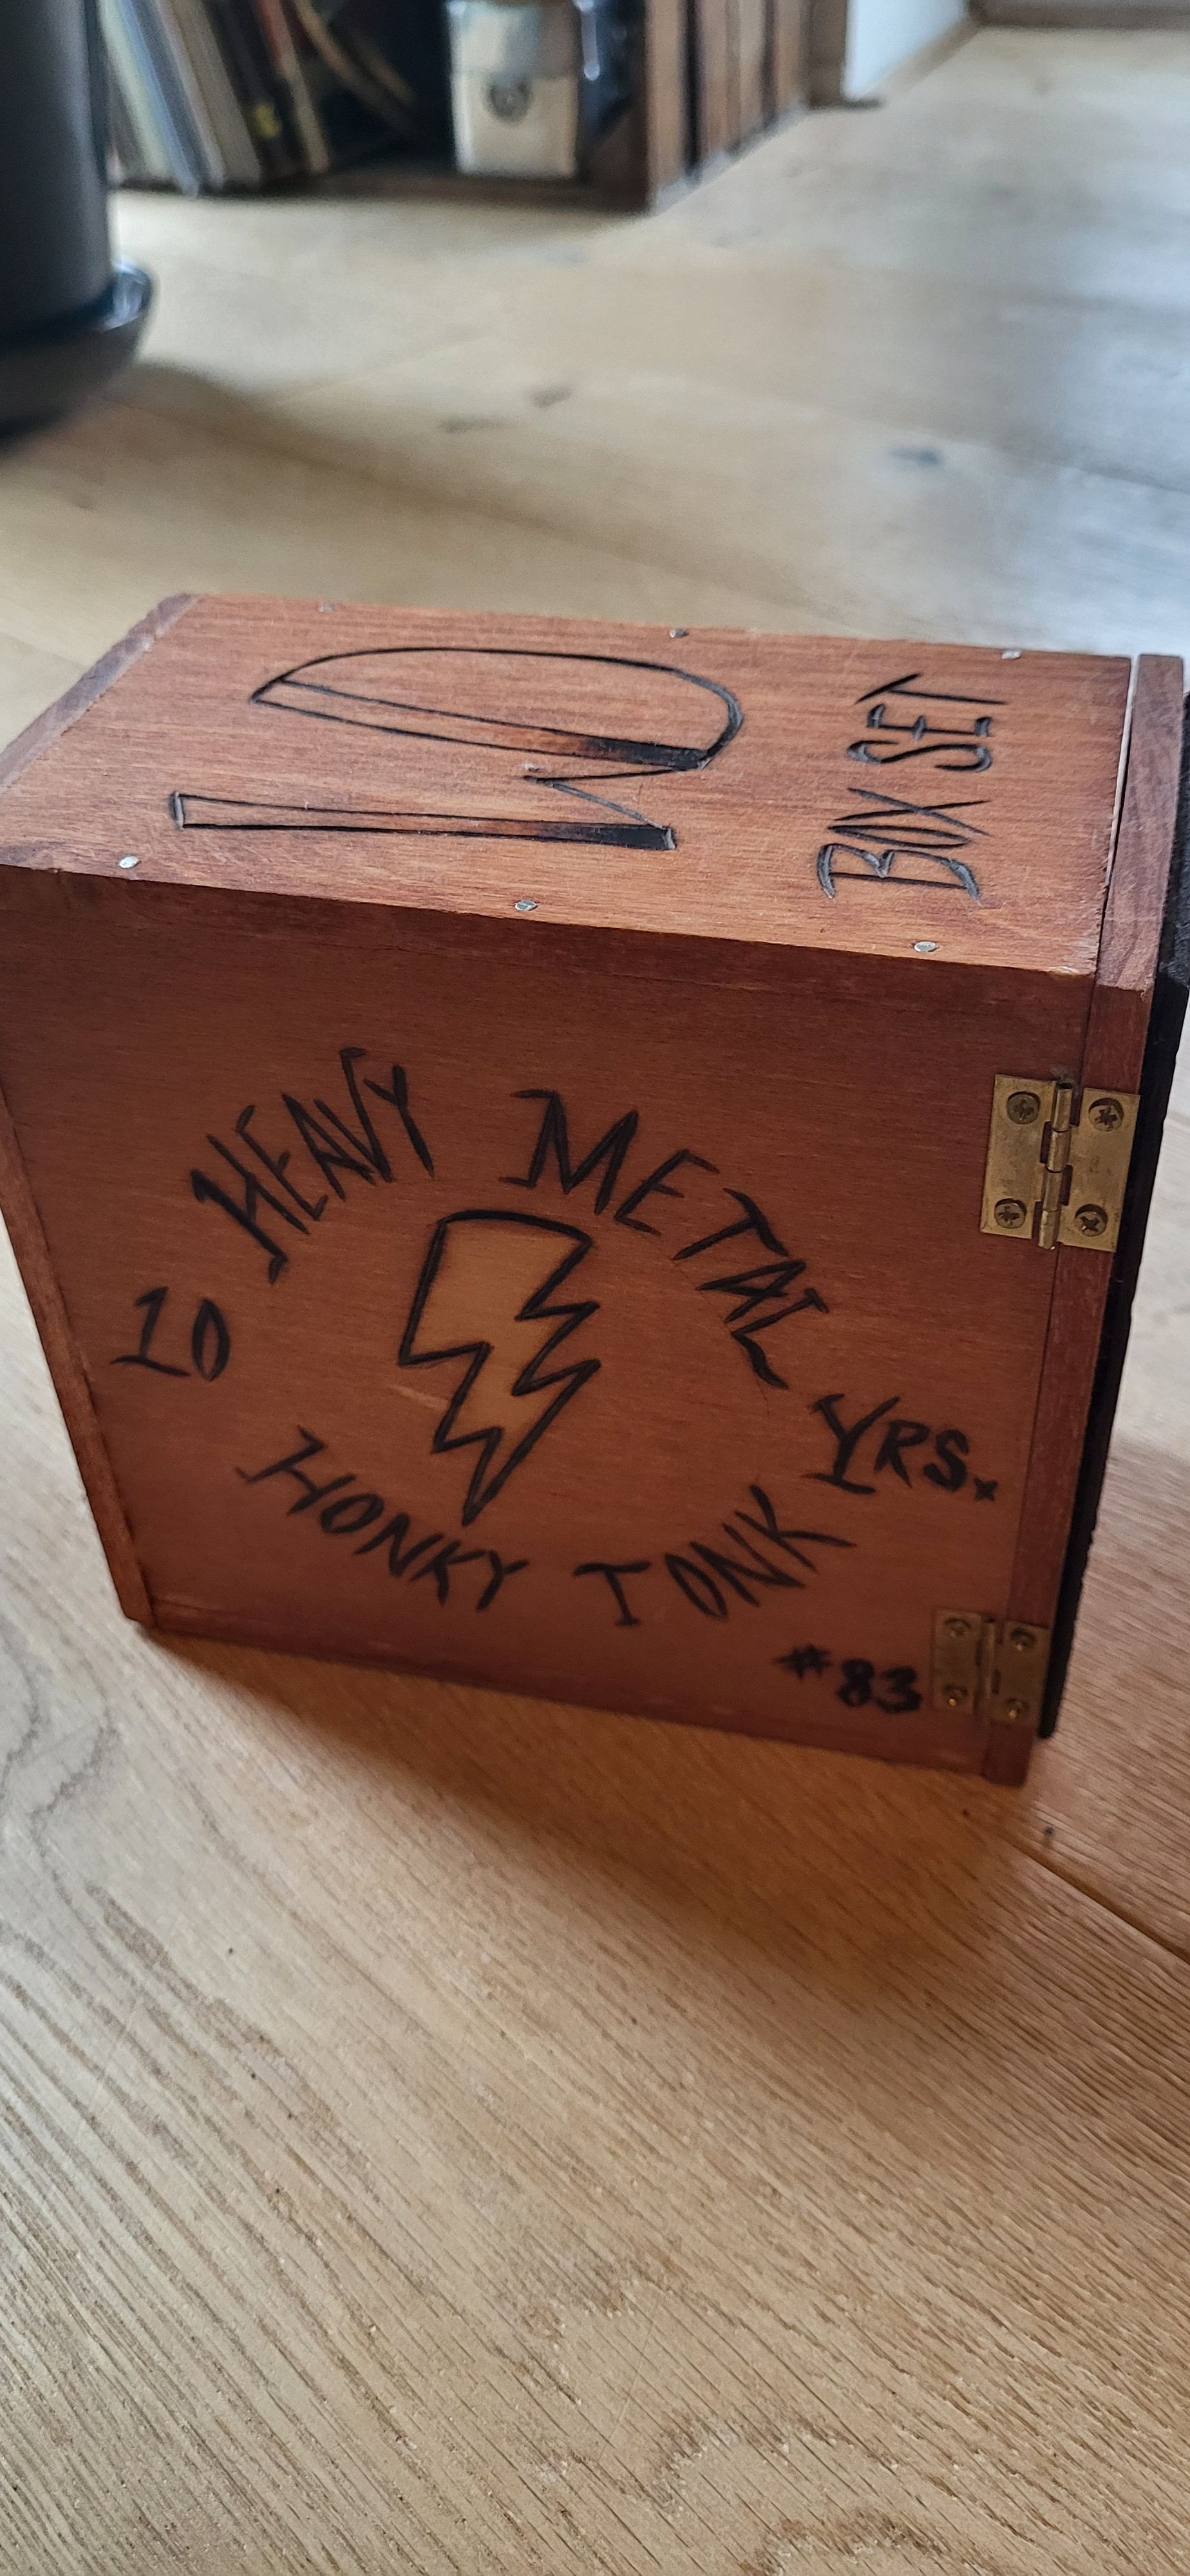 WD
BOX SET
10 HEAVY METAL YRS.
HONKY TONK
#83